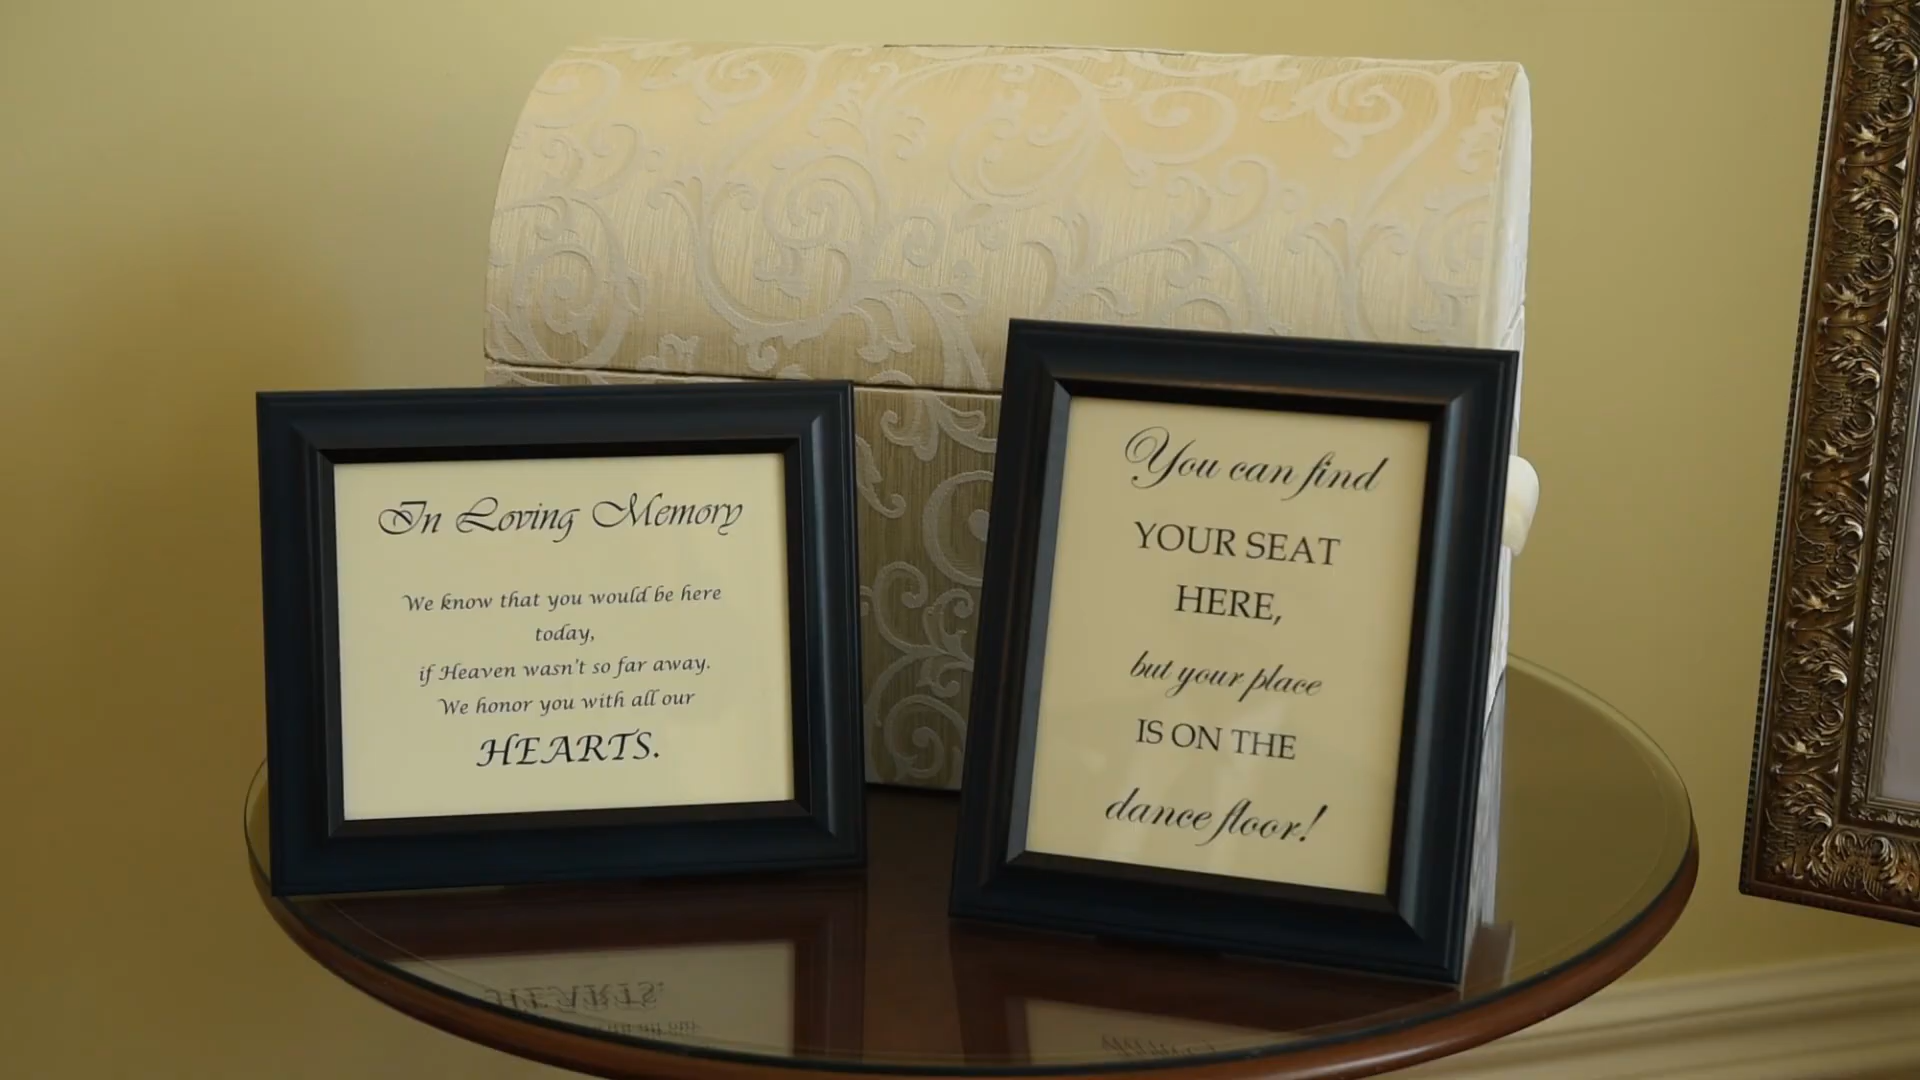 In Loving Memory
We know that you would be here
today,
if Heaven wasn't so far away.
We honor you with all our
HEARTS.
You can find
YOUR SEAT
HERE,
but your place
IS ON THE
dance floor!